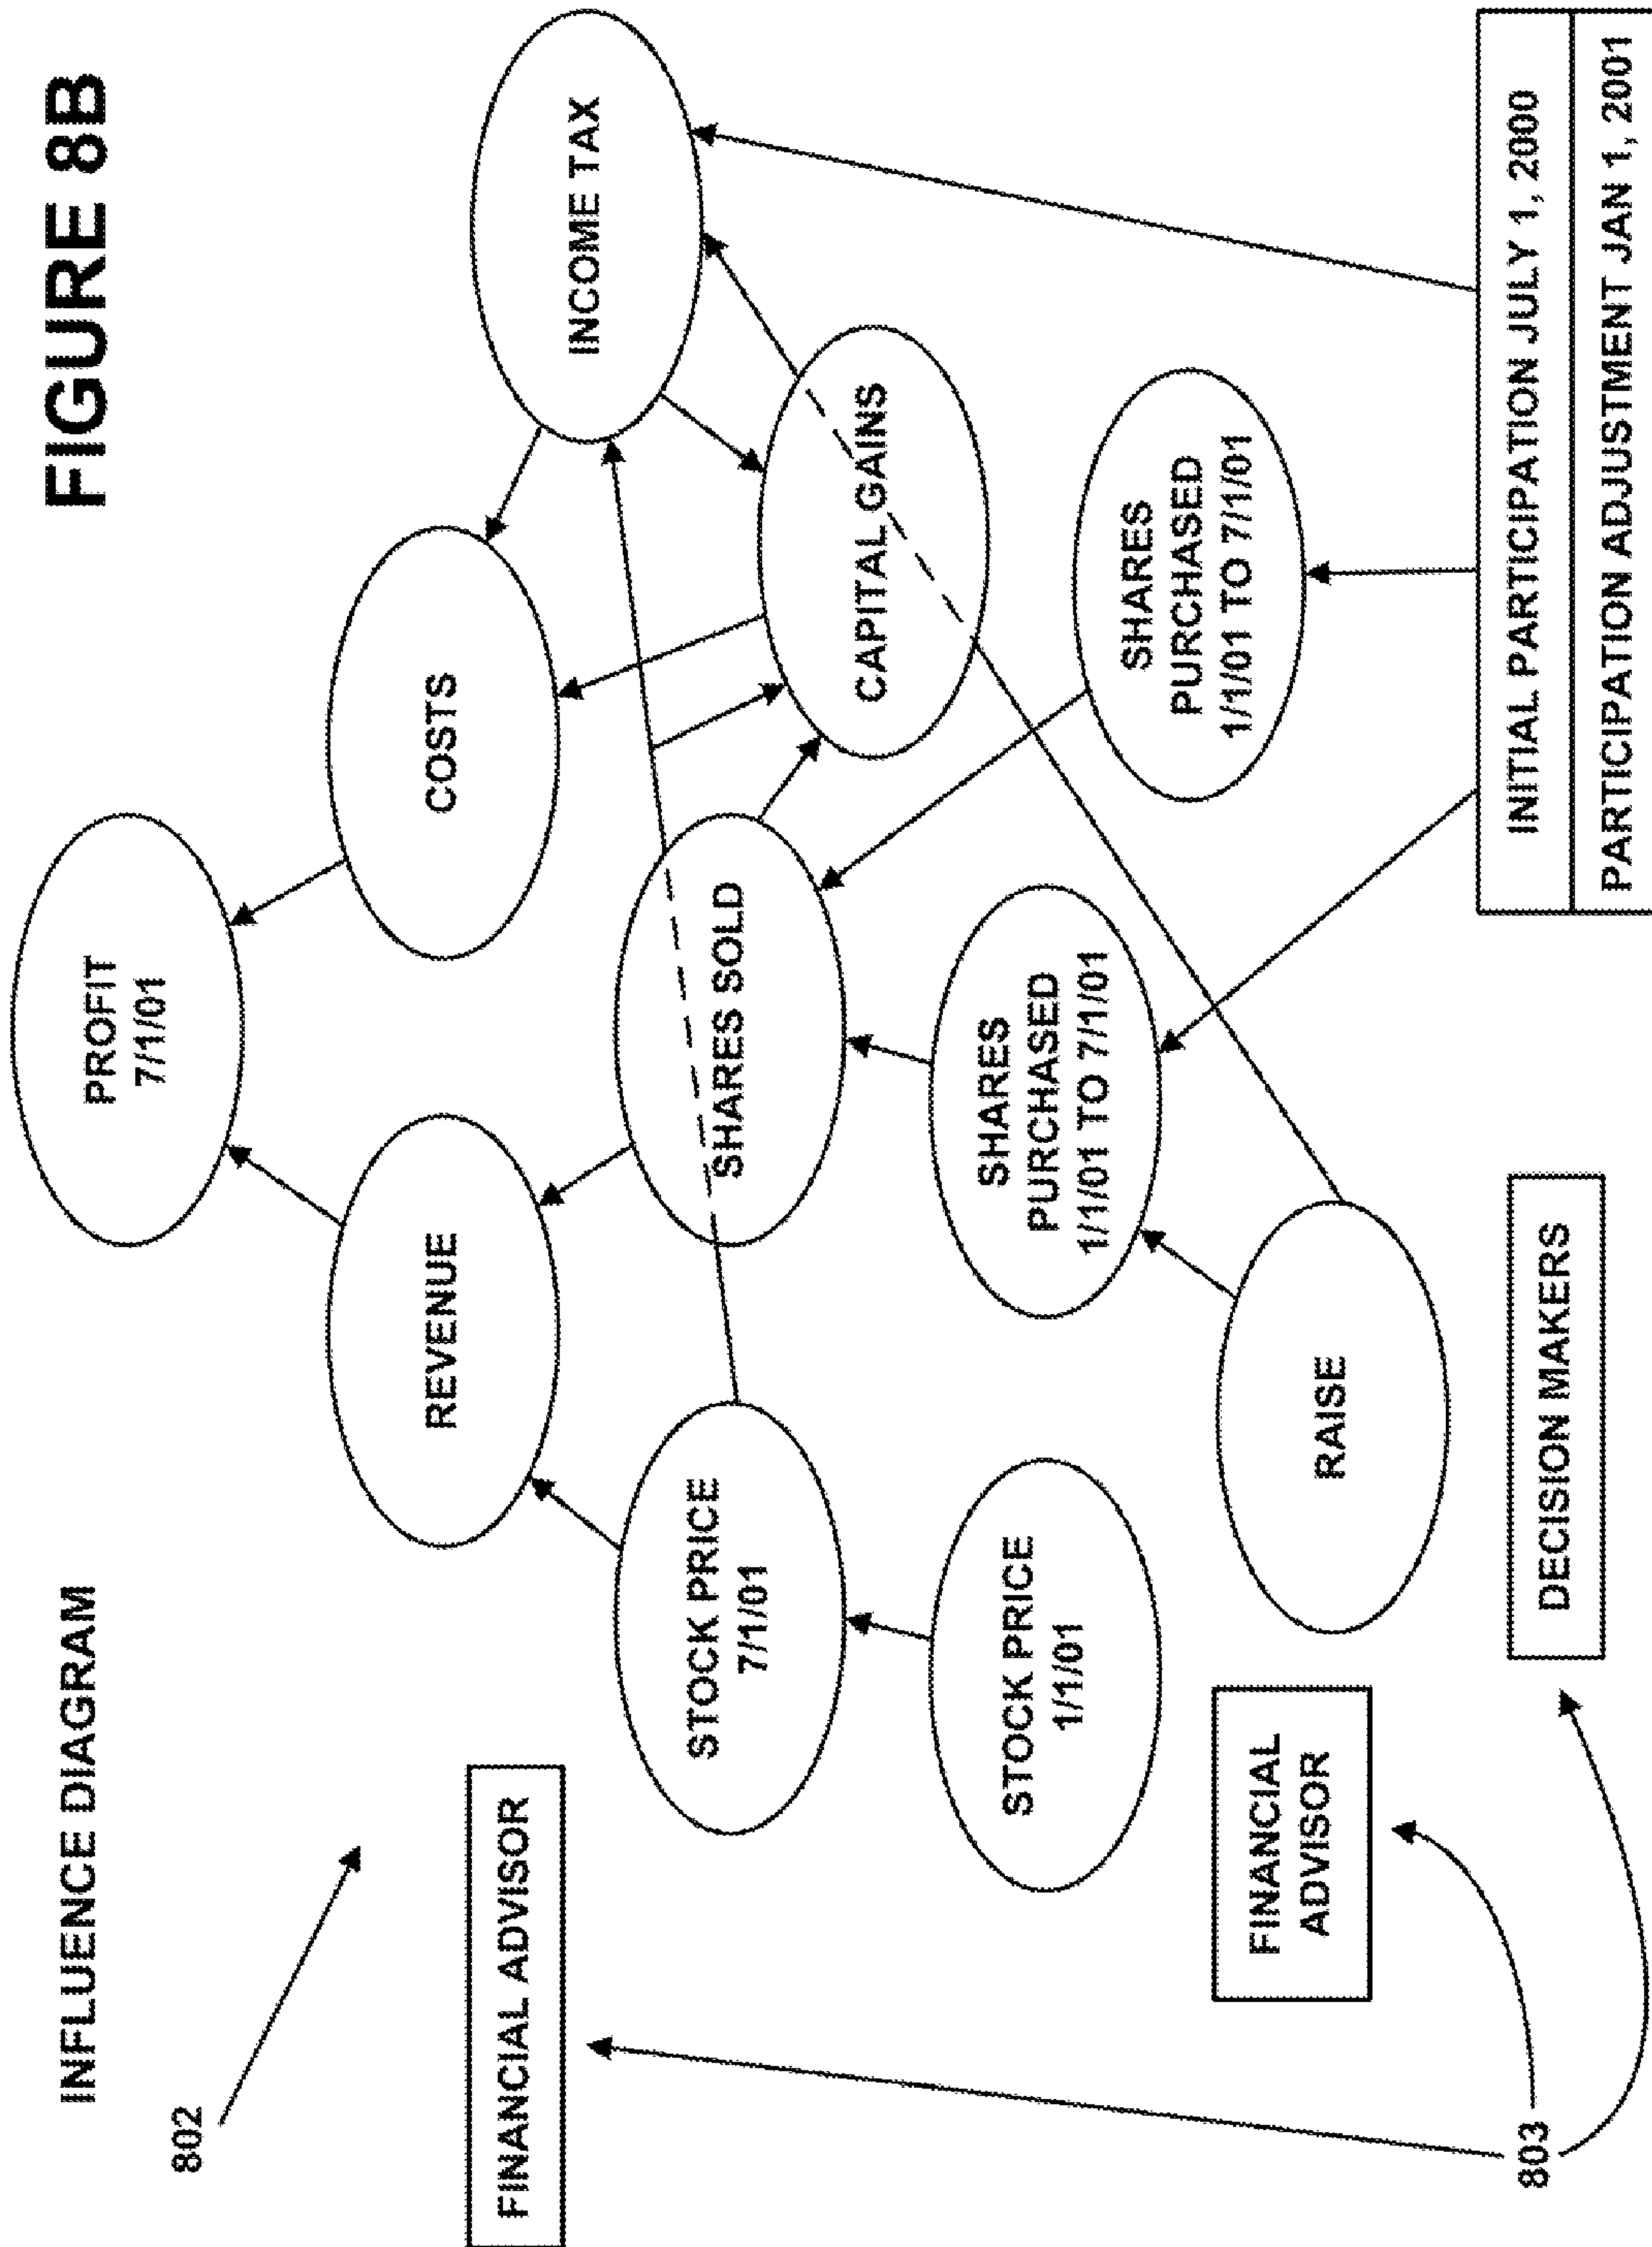 INFLUENCE DIAGRAM
FIGURE 8B
802
PROFIT
7/1/01
FINANCIAL ADVISOR
REVENUE
COSTS
INCOME TAX
STOCK PRICE
7/1/01
SHARES SOLD
CAPITAL GAINS
STOCK PRICE
1/1/01
SHARES
PURCHASED
1/1/01 TO 7/1/01
SHARES
PURCHASED
1/1/01 TO 7/1/01
FINANCIAL
ADVISOR
RAISE
803
DECISION MAKERS
INITIAL PARTICIPATION JULY 1, 2000
PARTICIPATION ADJUSTMENT JAN 1, 2001